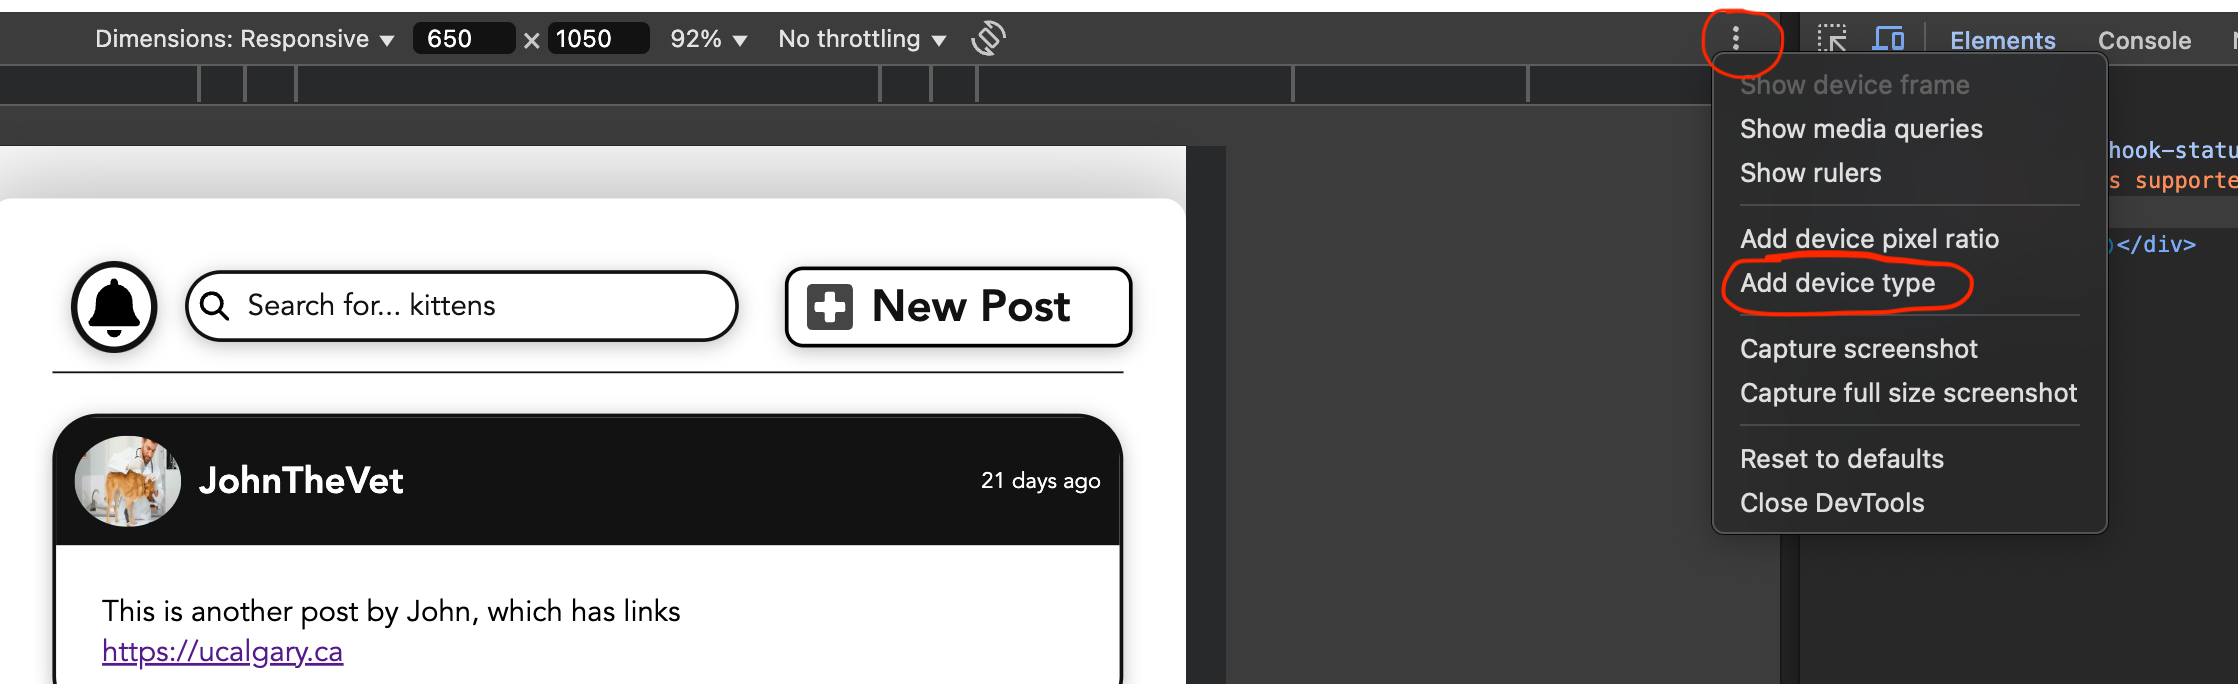 Dimensions: Responsive ▼ 650 × 1050 92% ▼ No throttling ▼
Elements Console
Show device frame
Show media queries
Show rulers
Add device pixel ratio
Add device type
Capture screenshot
Capture full size screenshot
Reset to defaults
Close DevTools
hook-statu
s supporte
</div>
Search for... kittens
New Post
JohnTheVet
21 days ago
This is another post by John, which has links
https://ucalgary.ca